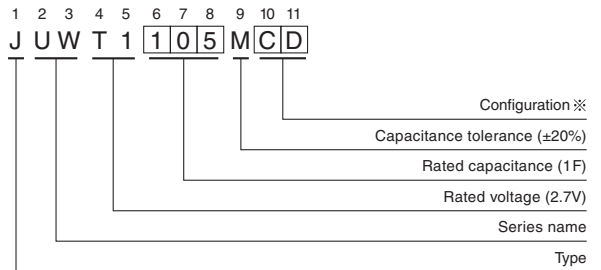 1 2 3 4 5 6 7 8 9 10 11
J U W T 1 1 0 5 M C D
Configuration ※
Capacitance tolerance (±20%)
Rated capacitance (1F)
Rated voltage (2.7V)
Series name
Type